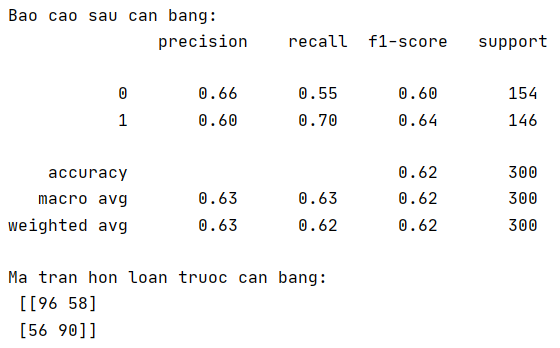 Bao cao sau can bang:
precision recall f1-score support
0 0.66 0.55 0.60 154
1 0.60 0.70 0.64 146
accuracy 0.62 300
macro avg 0.63 0.63 0.62 300
weighted avg 0.63 0.62 0.62 300
Ma tran hon loan truoc can bang:
[[96 58]
[56 90]]